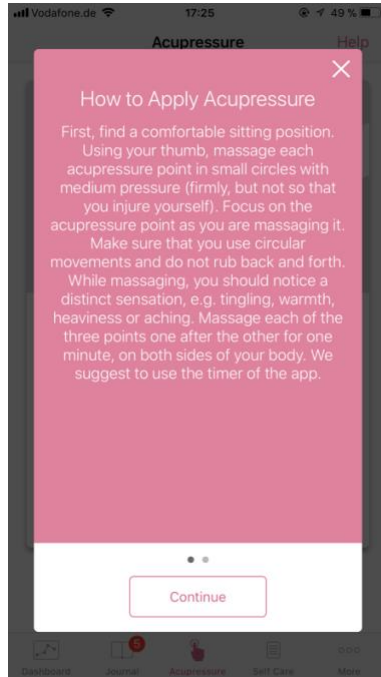 Vodafone.de 17:25 49 %
Acupressure Help
How to Apply Acupressure
First, find a comfortable sitting position.
Using your thumb, massage each
acupressure point in small circles with
medium pressure (firmly, but not so that
you injure yourself). Focus on the
acupressure point as you are massaging it.
Make sure that you use circular
movements and do not rub back and forth.
While massaging, you should notice a
distinct sensation, e.g. tingling, warmth,
heaviness or aching. Massage each of the
three points one after the other for one
minute, on both sides of your body. We
suggest to use the timer of the app.
Continue
5
Dashboard Journal Acupressure Self Care More